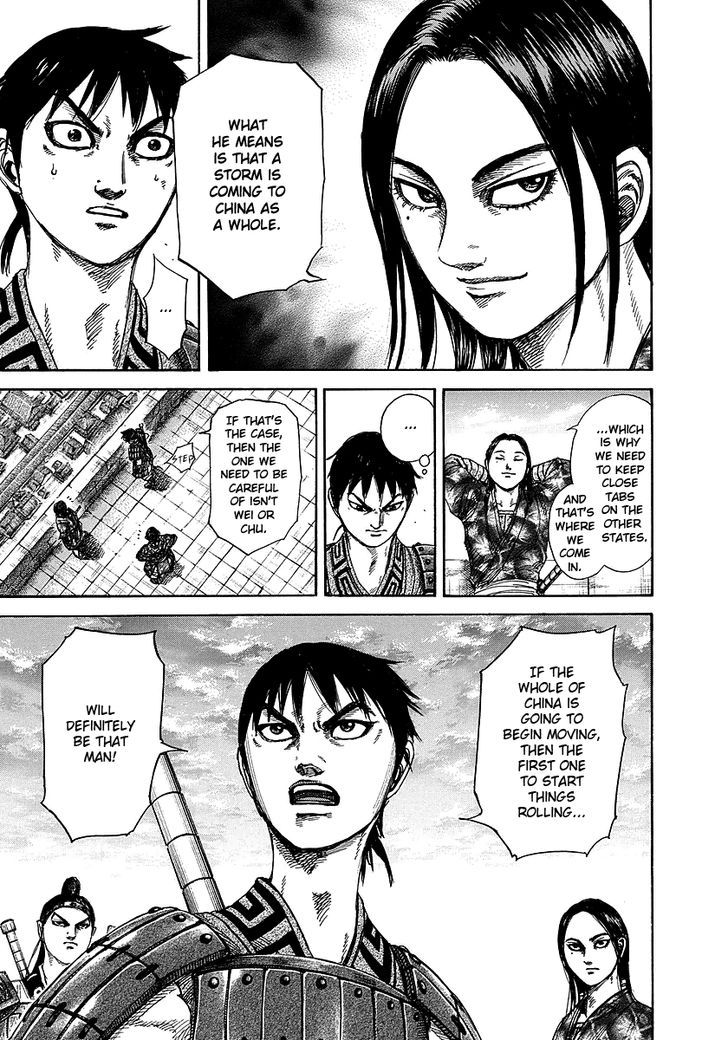 WHAT
HE MEANS
IS THAT A
STORM IS
COMING TO
CHINA AS
A WHOLE.
...
...WHICH
IS WHY
WE NEED
TO KEEP
CLOSE
TABS ON
THE
OTHER
STATES.
AND
THAT'S
WHERE
WE
COME
IN.
...
IF THAT'S
THE CASE,
THEN THE
ONE WE
NEED TO BE
CAREFUL
OF ISN'T
WEI OR
CHU.
STEP
IF THE
WHOLE OF
CHINA IS
GOING TO
BEGIN MOVING,
THEN THE
FIRST ONE
TO START
THINGS
ROLLING...
WILL
DEFINITELY
BE THAT
MAN!